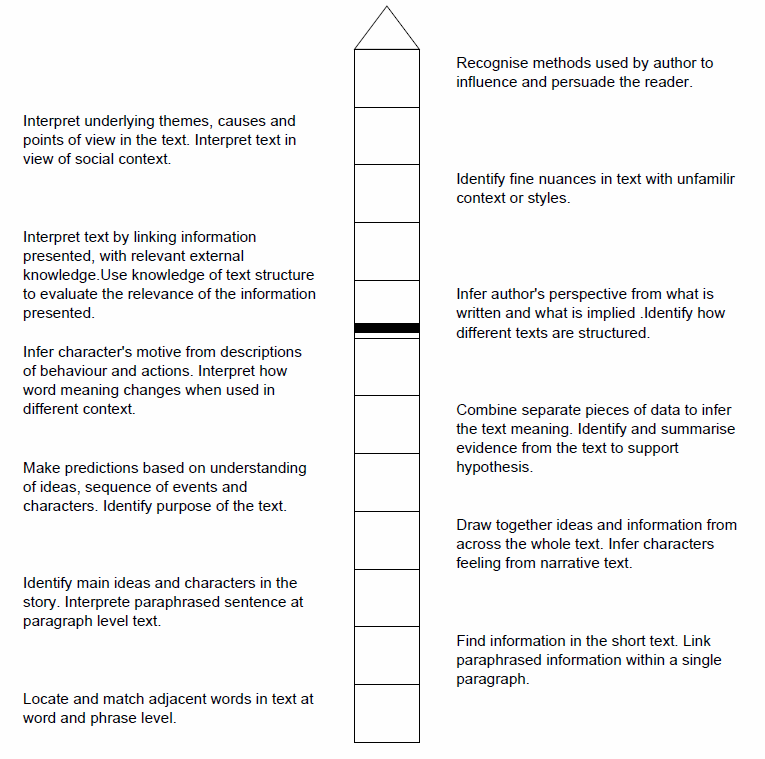 Recognise methods used by author to
influence and persuade the reader.
Interpret underlying themes, causes and
points of view in the text. Interpret text in
view of social context.
Identify fine nuances in text with unfamilir
context or styles.
Interpret text by linking information
presented, with relevant external
knowledge.Use knowledge of text structure
to evaluate the relevance of the information
presented.
Infer author's perspective from what is
written and what is implied .Identify how
different texts are structured.
Infer character's motive from descriptions
of behaviour and actions. Interpret how
word meaning changes when used in
different context.
Combine separate pieces of data to infer
the text meaning. Identify and summarise
evidence from the text to support
hypothesis.
Make predictions based on understanding
of ideas, sequence of events and
characters. Identify purpose of the text.
Draw together ideas and information from
across the whole text. Infer characters
feeling from narrative text.
Identify main ideas and characters in the
story. Interprete paraphrased sentence at
paragraph level text.
Find information in the short text. Link
paraphrased information within a single
paragraph.
Locate and match adjacent words in text at
word and phrase level.